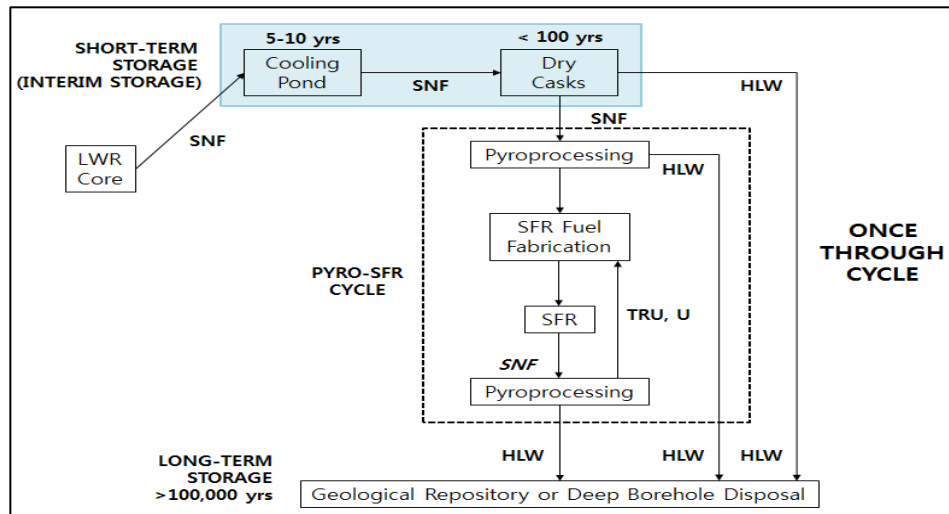 SHORT-TERM
STORAGE
(INTERIM STORAGE)
5-10 yrs
Cooling
Pond
SNF
< 100 yrs
Dry
Casks
HLW
SNF
LWR
Core
SNF
Pyroprocessing
HLW
SFR Fuel
Fabrication
ONCE
THROUGH
CYCLE
PYRO-SFR
CYCLE
SFR
TRU, U
SNF
Pyroprocessing
HLW
HLW
HLW
LONG-TERM
STORAGE
>100,000 yrs
Geological Repository or Deep Borehole Disposal